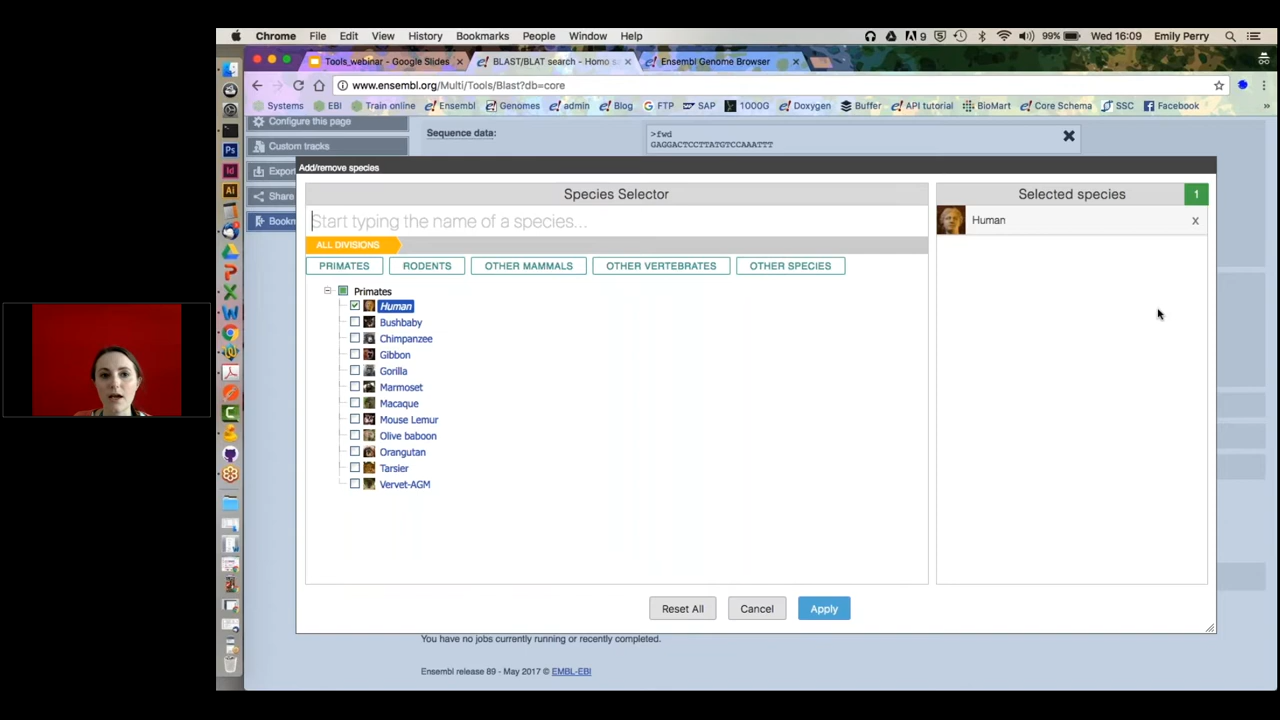 Chrome File Edit View History Bookmarks People Window Help 9 99% Wed 16:09 Emily Perry
Tools_webinar - Google Slides BLAST/BLAT search - Homo s Ensembl Genome Browser
www.ensembl.org/Multi/Tools/Blast?db=core
Systems EBI Train online Ensembl Genomes admin Blog FTP SAP 1000G Doxygen Buffer API tutorial BioMart Core Schema SSC Facebook »
Configure this page
Custom tracks
Expor
Share
Bookm
Sequence data:
>fwd
GAGGACTCCTTATGTCCAAATTT
Add/remove species
Species Selector
Start typing the name of a species...
ALL DIVISIONS
PRIMATES RODENTS OTHER MAMMALS OTHER VERTEBRATES OTHER SPECIES
Primates
Human
Bushbaby
Chimpanzee
Gibbon
Gorilla
Marmoset
Macaque
Mouse Lemur
Olive baboon
Orangutan
Tarsier
Vervet-AGM
Selected species 1
Human x
Reset All Cancel Apply
You have no jobs currently running or recently completed.
Ensembl release 89 - May 2017 © EMBL-EBI